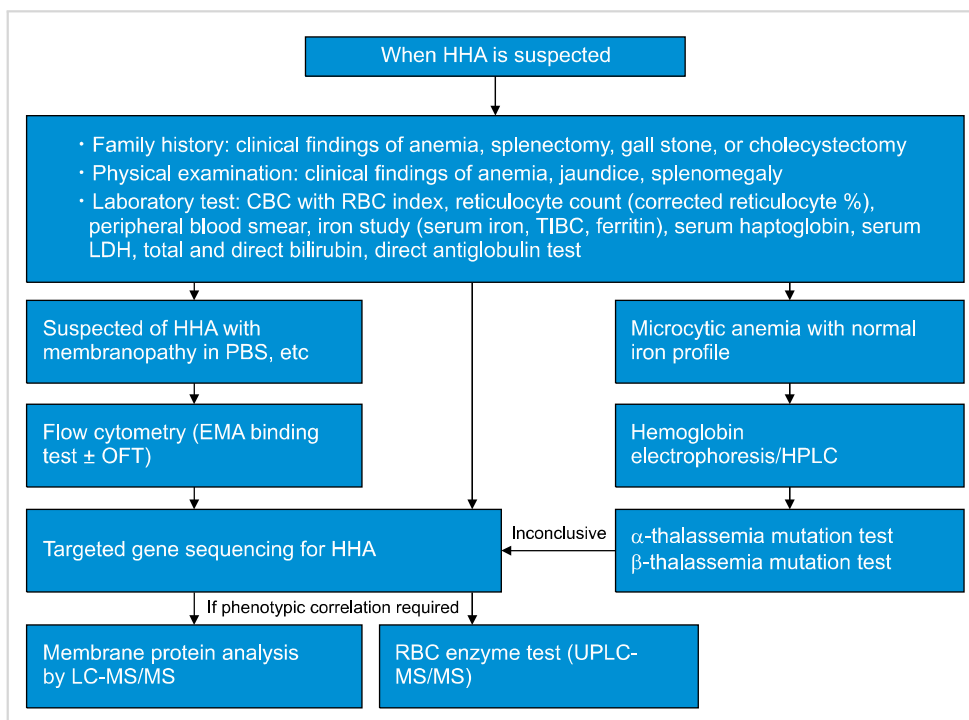 When HHA is suspected
· Family history: clinical findings of anemia, splenectomy, gall stone, or cholecystectomy
· Physical examination: clinical findings of anemia, jaundice, splenomegaly
· Laboratory test: CBC with RBC index, reticulocyte count (corrected reticulocyte %),
peripheral blood smear, iron study (serum iron, TIBC, ferritin), serum haptoglobin, serum
LDH, total and direct bilirubin, direct antiglobulin test
Suspected of HHA with
membranopathy in PBS, etc
Microcytic anemia with normal
iron profile
Flow cytometry (EMA binding
test ± OFT)
Hemoglobin
electrophoresis/HPLC
Targeted gene sequencing for HHA
Inconclusive
α-thalassemia mutation test
β-thalassemia mutation test
If phenotypic correlation required
Membrane protein analysis
by LC-MS/MS
RBC enzyme test (UPLC-
MS/MS)